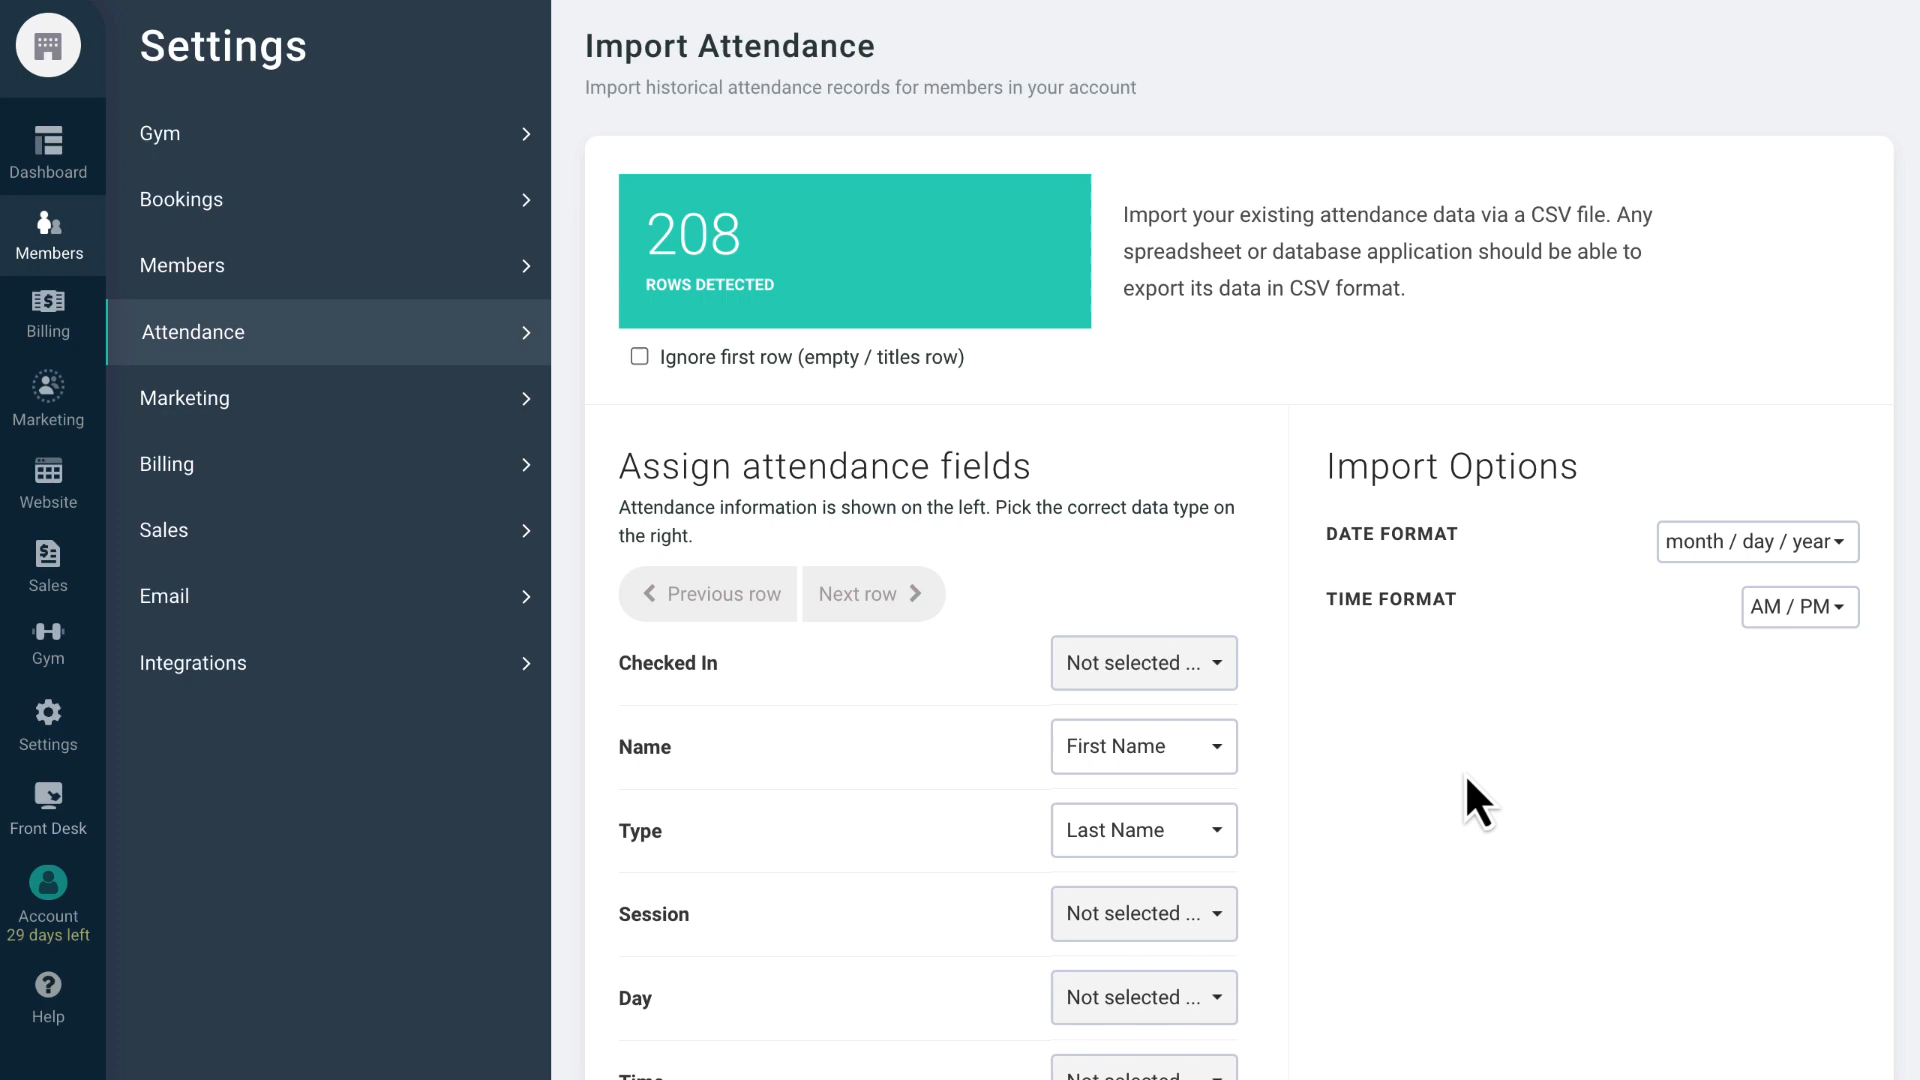 Dashboard
Members
Billing
Marketing
Website
Sales
Gym
Settings
Front Desk
Account
29 days left
Help
Settings
Gym
Bookings
Members
Attendance
Marketing
Billing
Sales
Email
Integrations
Import Attendance
Import historical attendance records for members in your account
208
ROWS DETECTED
Import your existing attendance data via a CSV file. Any
spreadsheet or database application should be able to
export its data in CSV format.
Ignore first row (empty / titles row)
Assign attendance fields
Attendance information is shown on the left. Pick the correct data type on
the right.
Previous row
Next row
Checked In
Not selected ...
Name
First Name
Type
Last Name
Session
Not selected ...
Day
Not selected ...
Time
Not selected
Import Options
DATE FORMAT
month / day / year
TIME FORMAT
AM / PM